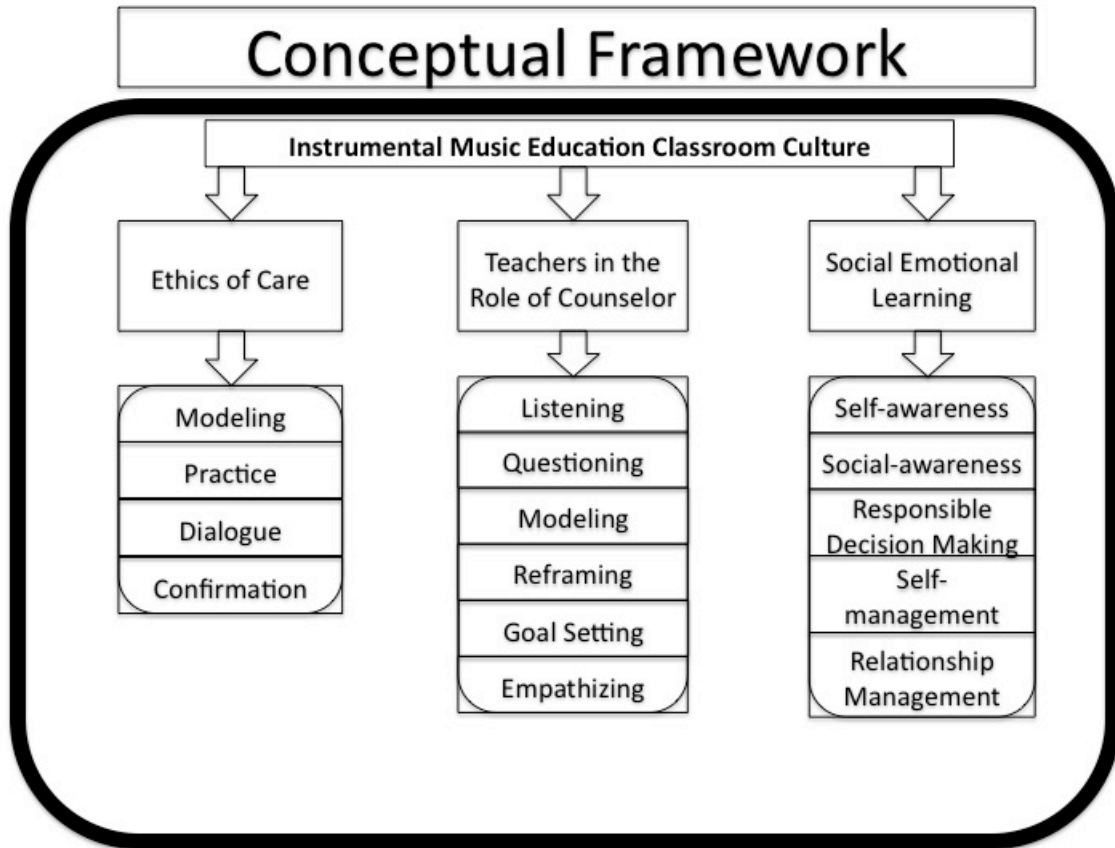 Conceptual Framework
Instrumental Music Education Classroom Culture
Ethics of Care
Modeling
Practice
Dialogue
Confirmation
Teachers in the
Role of Counselor
Listening
Questioning
Modeling
Reframing
Goal Setting
Empathizing
Social Emotional
Learning
Self-awareness
Social-awareness
Responsible
Decision Making
Self-
management
Relationship
Management